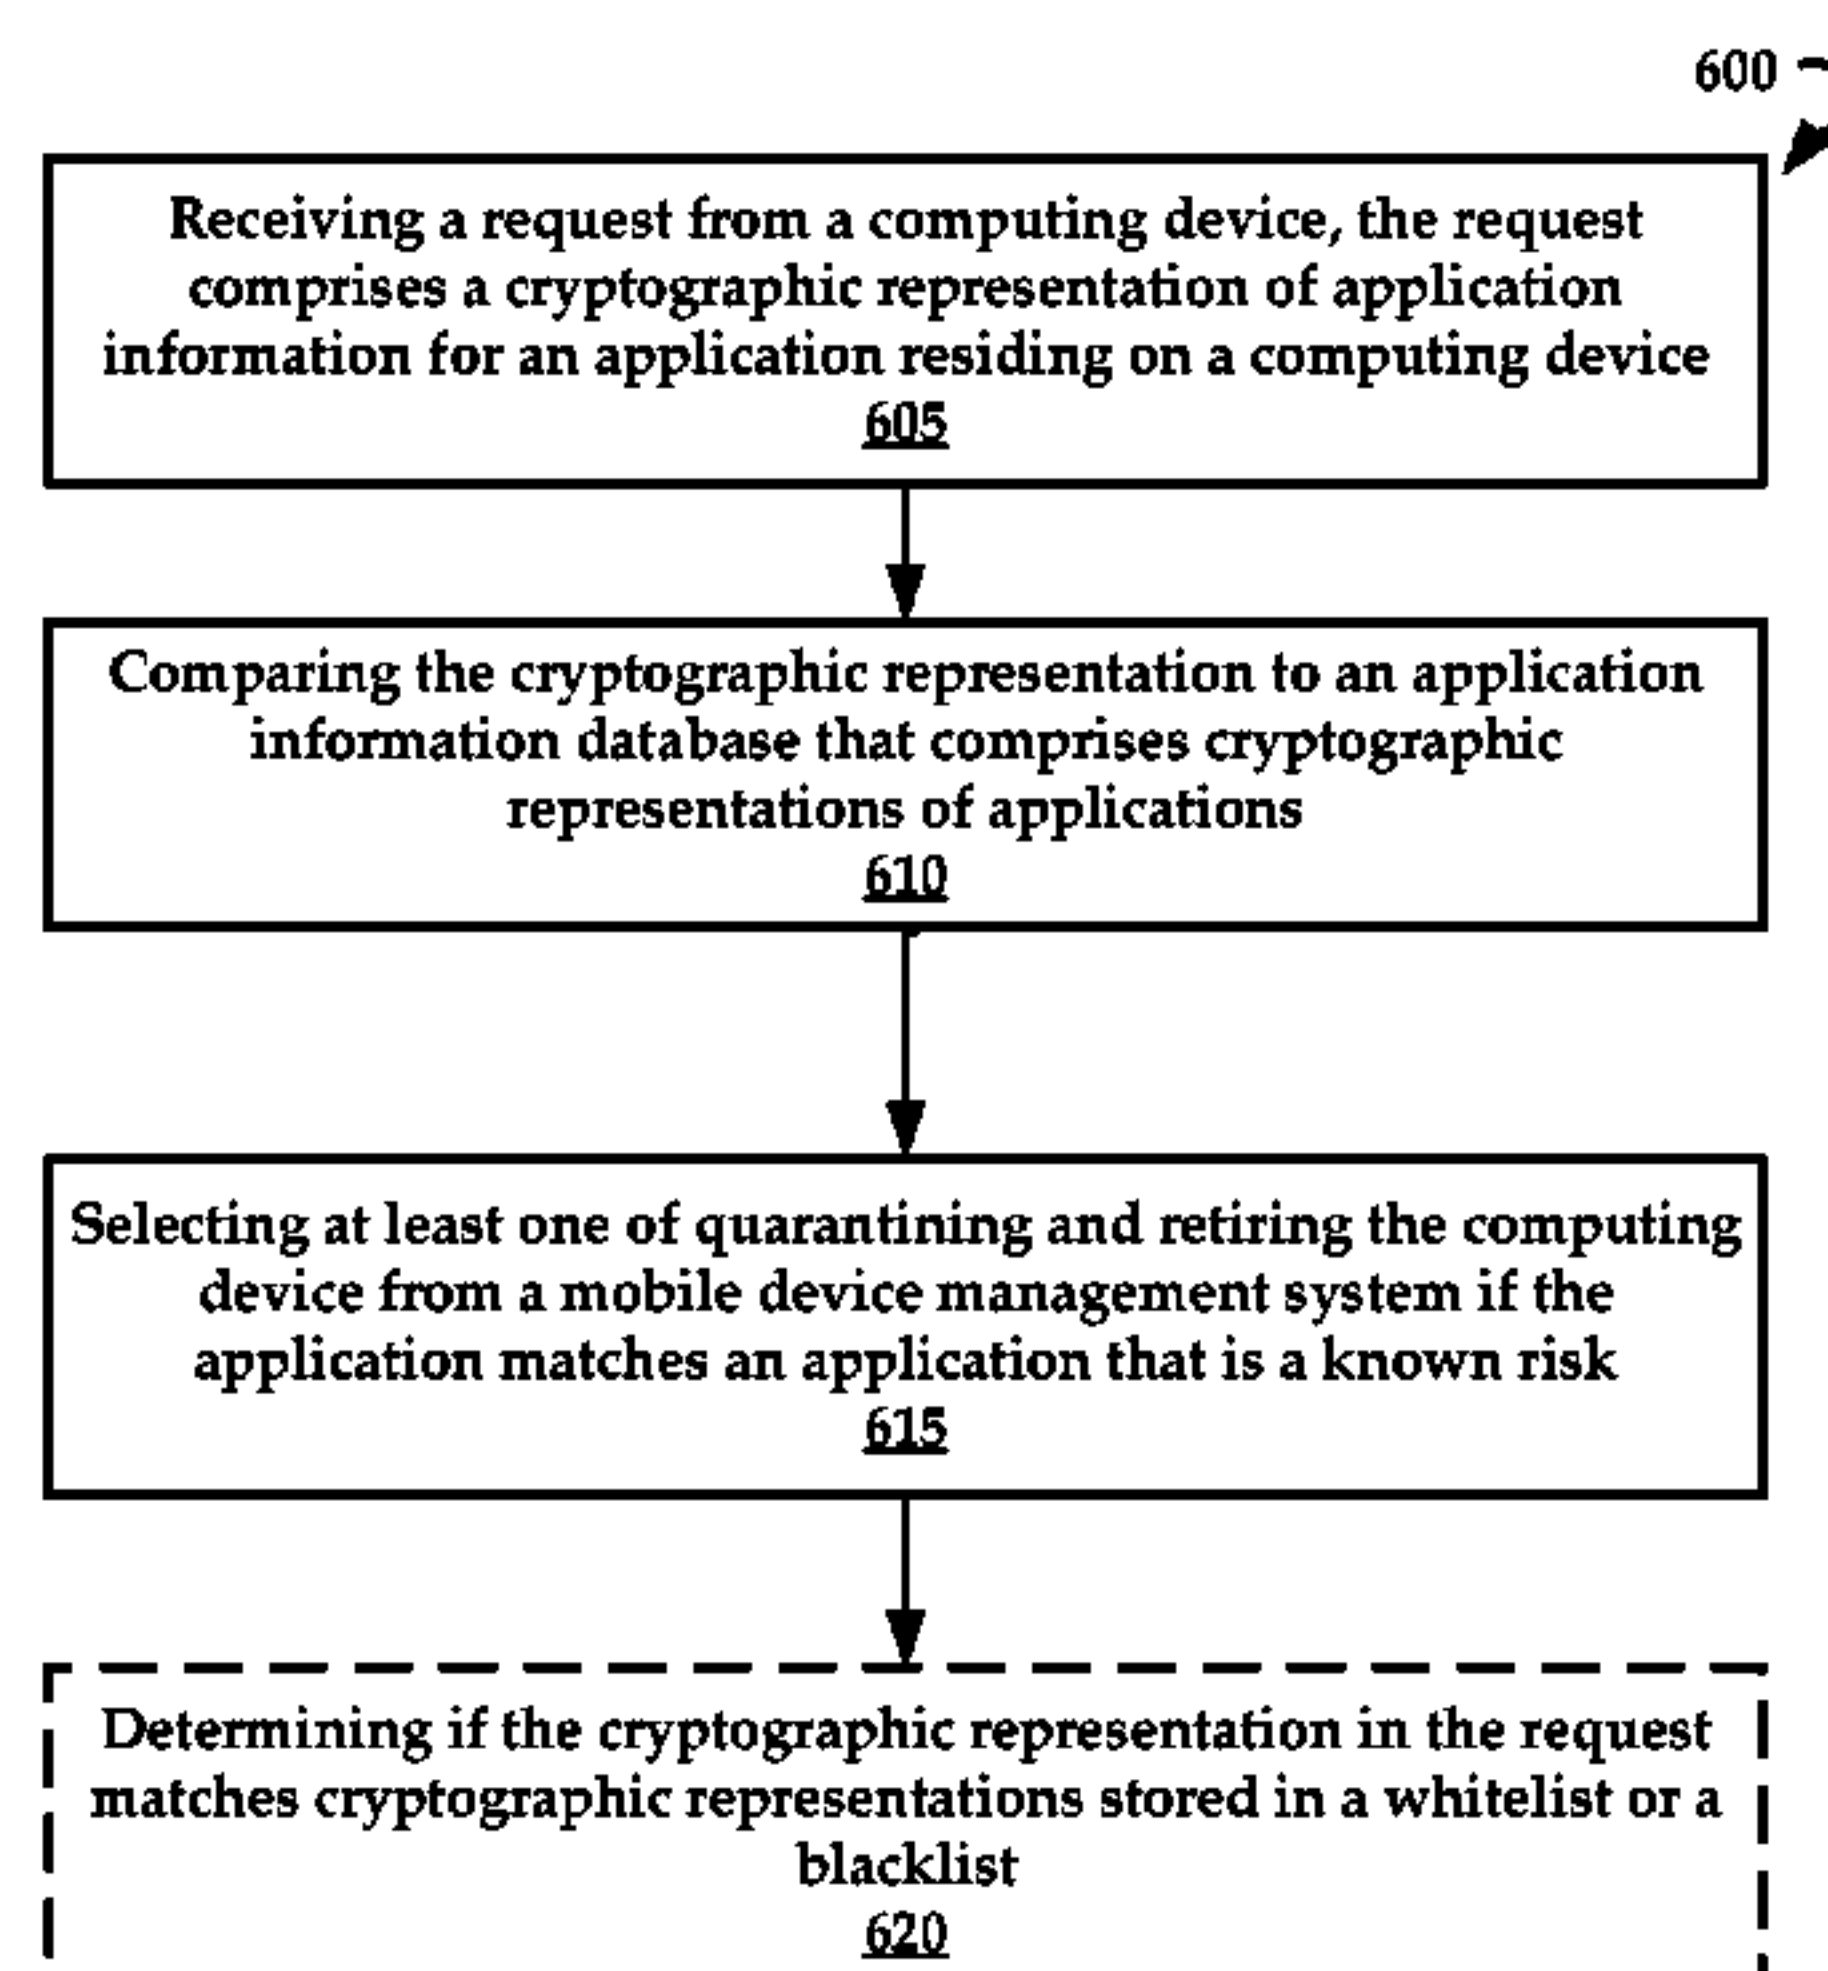 600
Receiving a request from a computing device, the request
comprises a cryptographic representation of application
information for an application residing on a computing device
605
Comparing the cryptographic representation to an application
information database that comprises cryptographic
representations of applications
610
Selecting at least one of quarantining and retiring the computing
device from a mobile device management system if the
application matches an application that is a known risk
615
Determining if the cryptographic representation in the request
matches cryptographic representations stored in a whitelist or a
blacklist
620